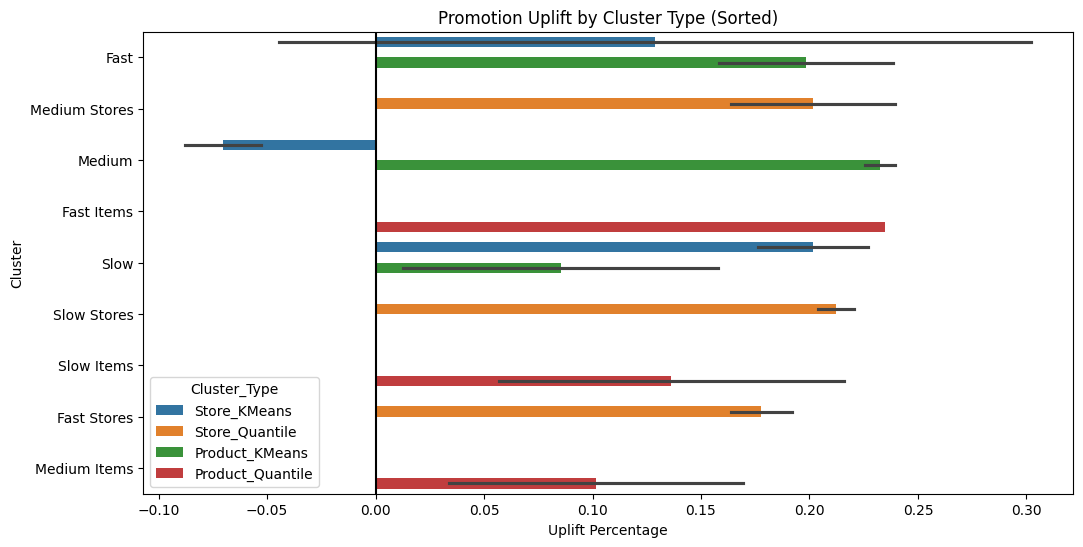 Promotion Uplift by Cluster Type (Sorted)
Cluster
Fast
Medium Stores
Medium
Fast Items
Slow
Slow Stores
Slow Items
Fast Stores
Medium Items
Cluster_Type
Store_KMeans
Store_Quantile
Product_KMeans
Product_Quantile
−0.10 −0.05 0.00 0.05 0.10 0.15 0.20 0.25 0.30
Uplift Percentage